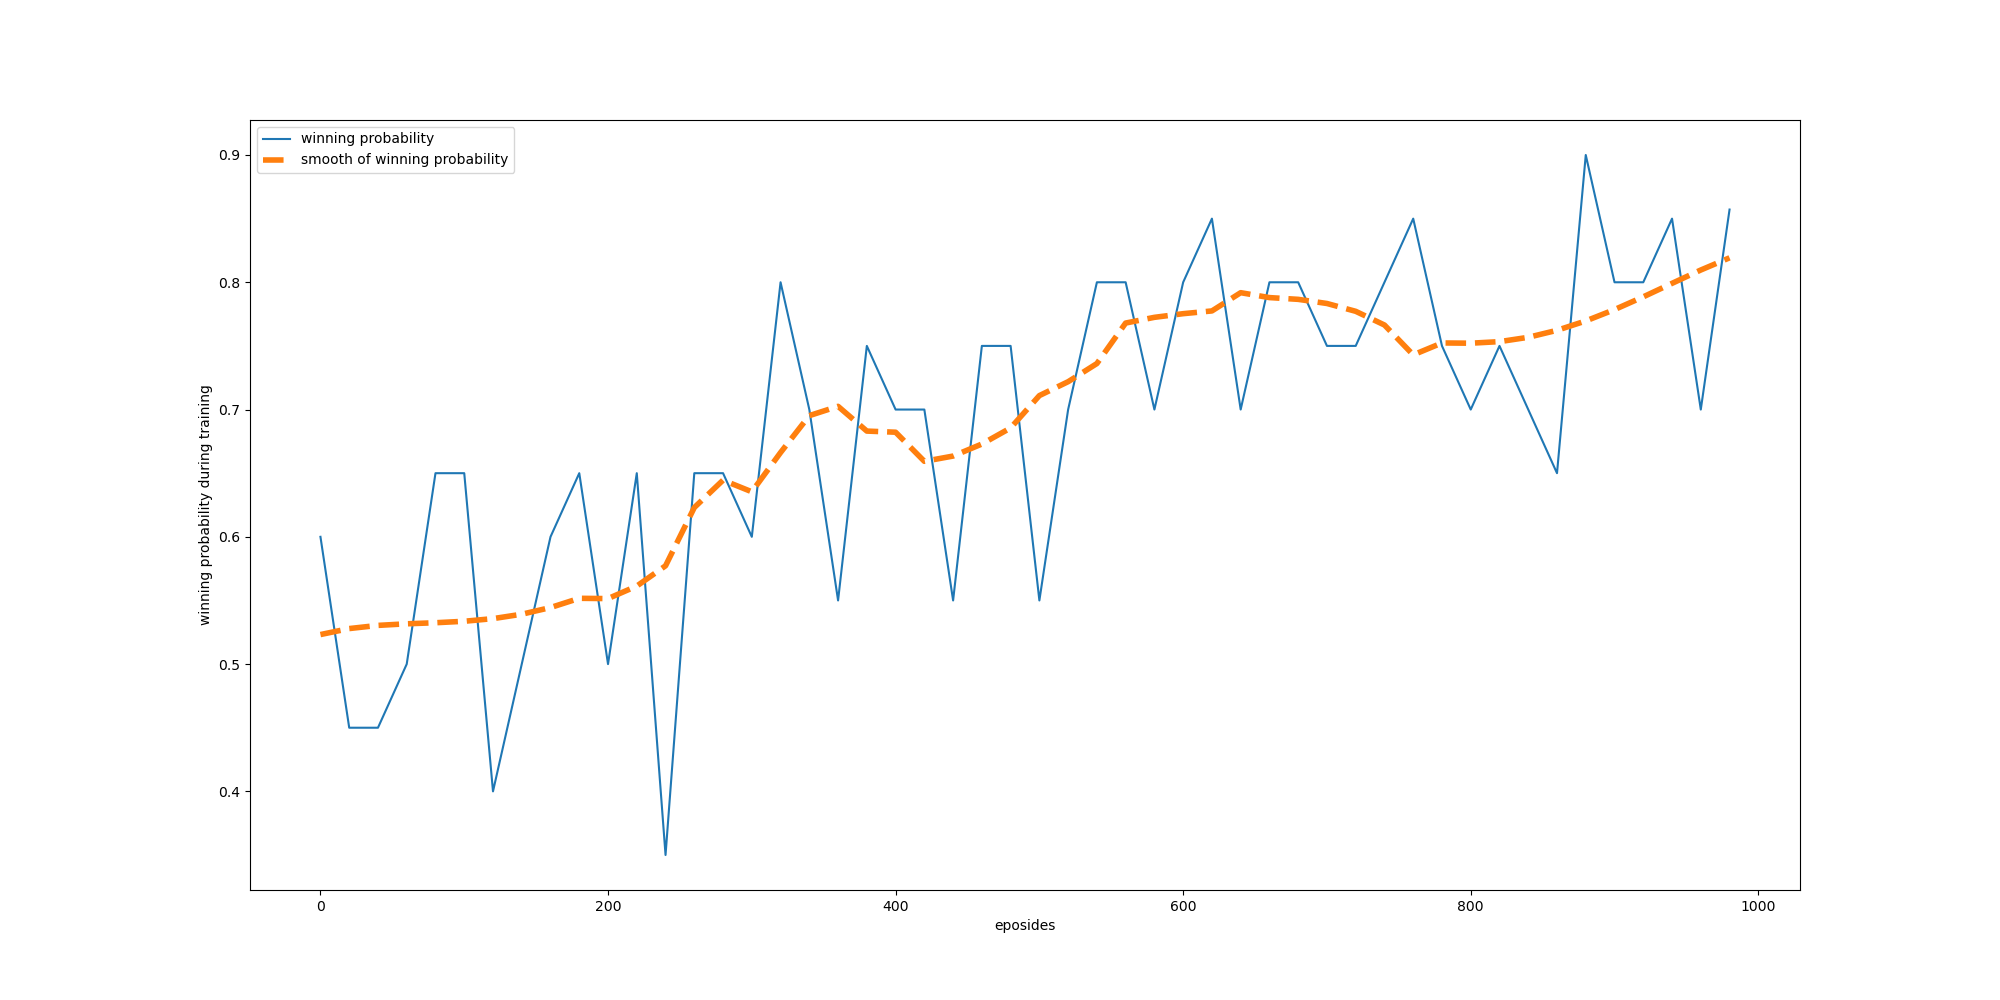 winning probability
smooth of winning probability
0.9
0.8
0.7
0.6
0.5
0.4
winning probability during training
0 200 400 600 800 1000
eposides